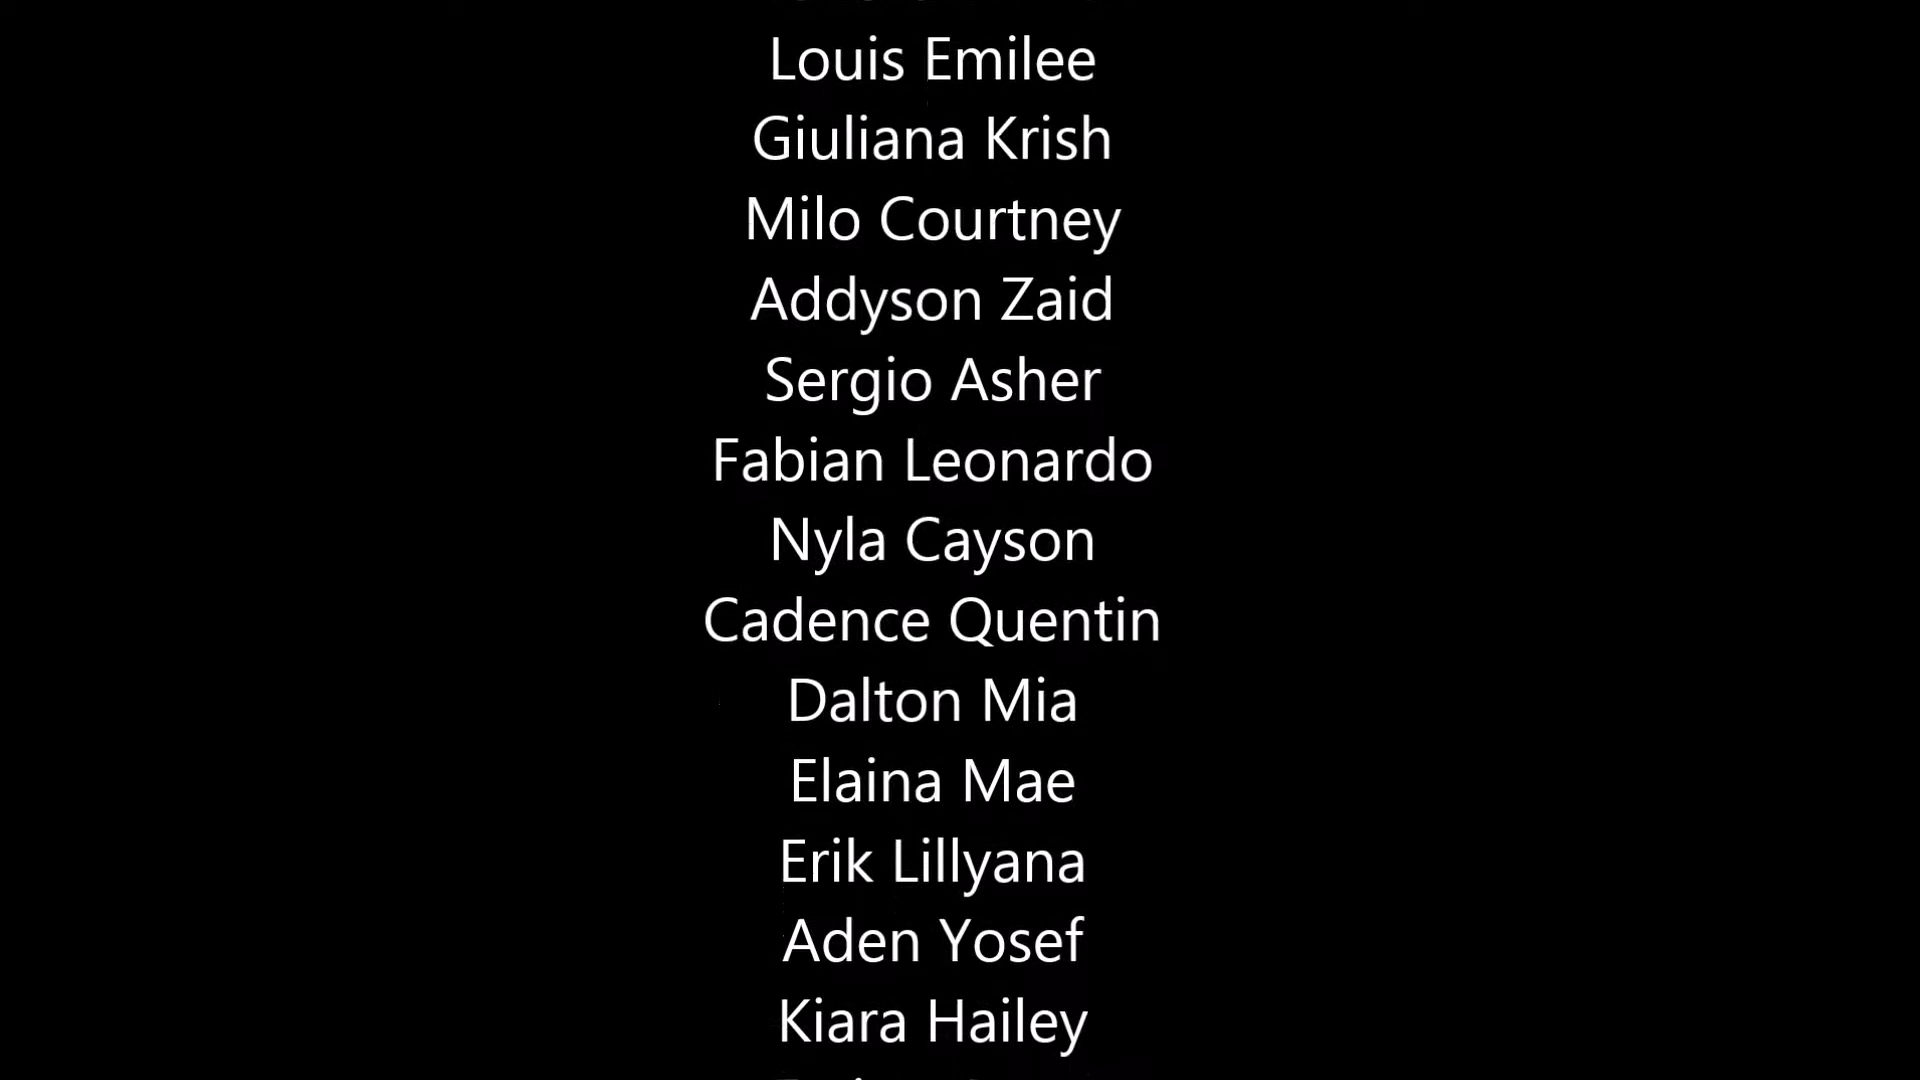 Louis Emilee
Giuliana Krish
Milo Courtney
Addyson Zaid
Sergio Asher
Fabian Leonardo
Nyla Cayson
Cadence Quentin
Dalton Mia
Elaina Mae
Erik Lillyana
Aden Yosef
Kiara Hailey